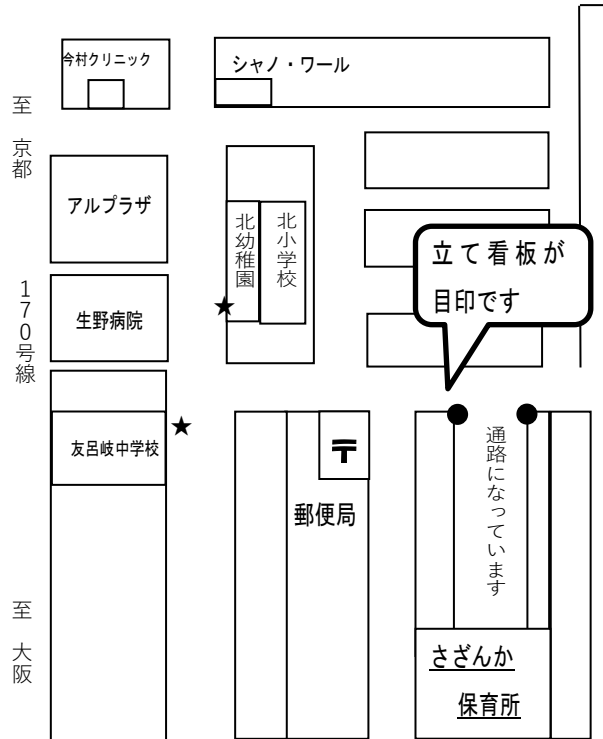 今村クリニック
シャノ・ワール
至 京都
アルプラザ
北幼稚園
北小学校
立て看板が
目印です
170号線
生野病院
★
★
友呂岐中学校
〒
郵便局
通路になっています
至 大阪
さざんか
保育所